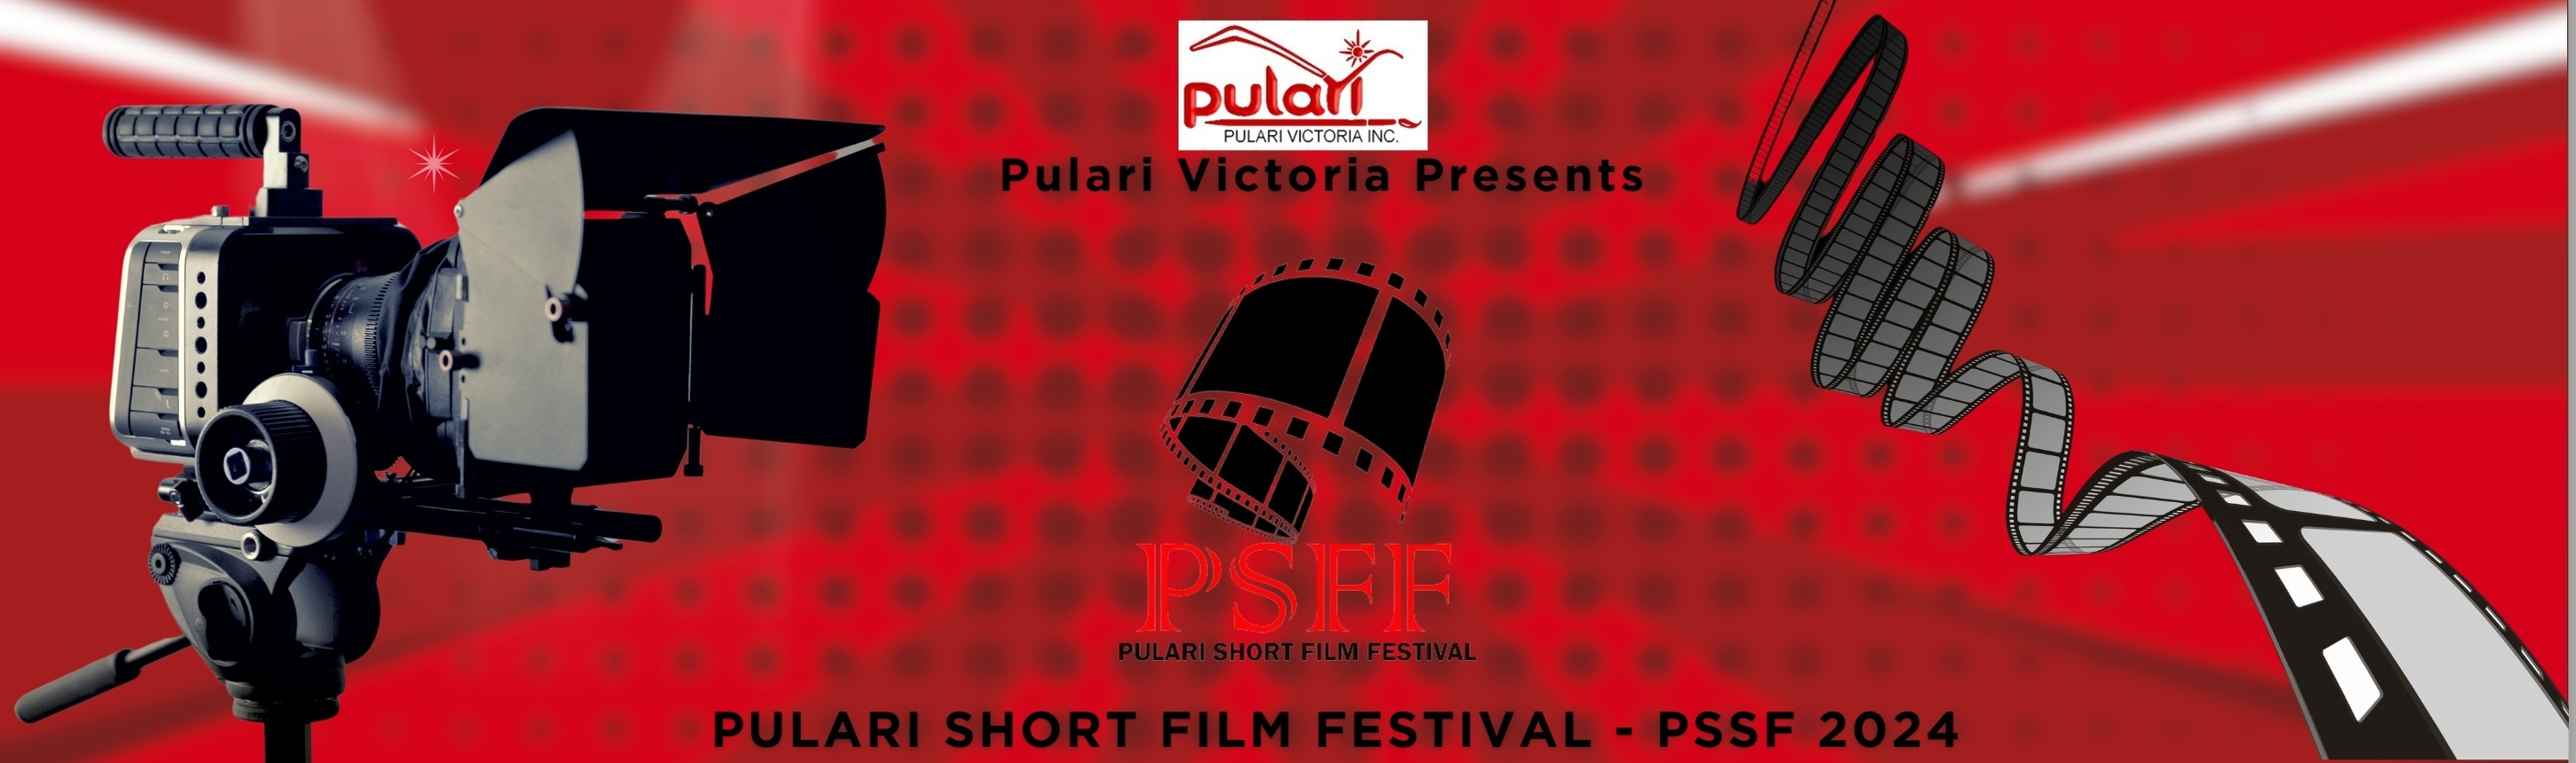 pulari
PULARI VICTORIA INC.
Pulari Victoria Presents
PSFF
PULARI SHORT FILM FESTIVAL
PULARI SHORT FILM FESTIVAL - PSSF 2024